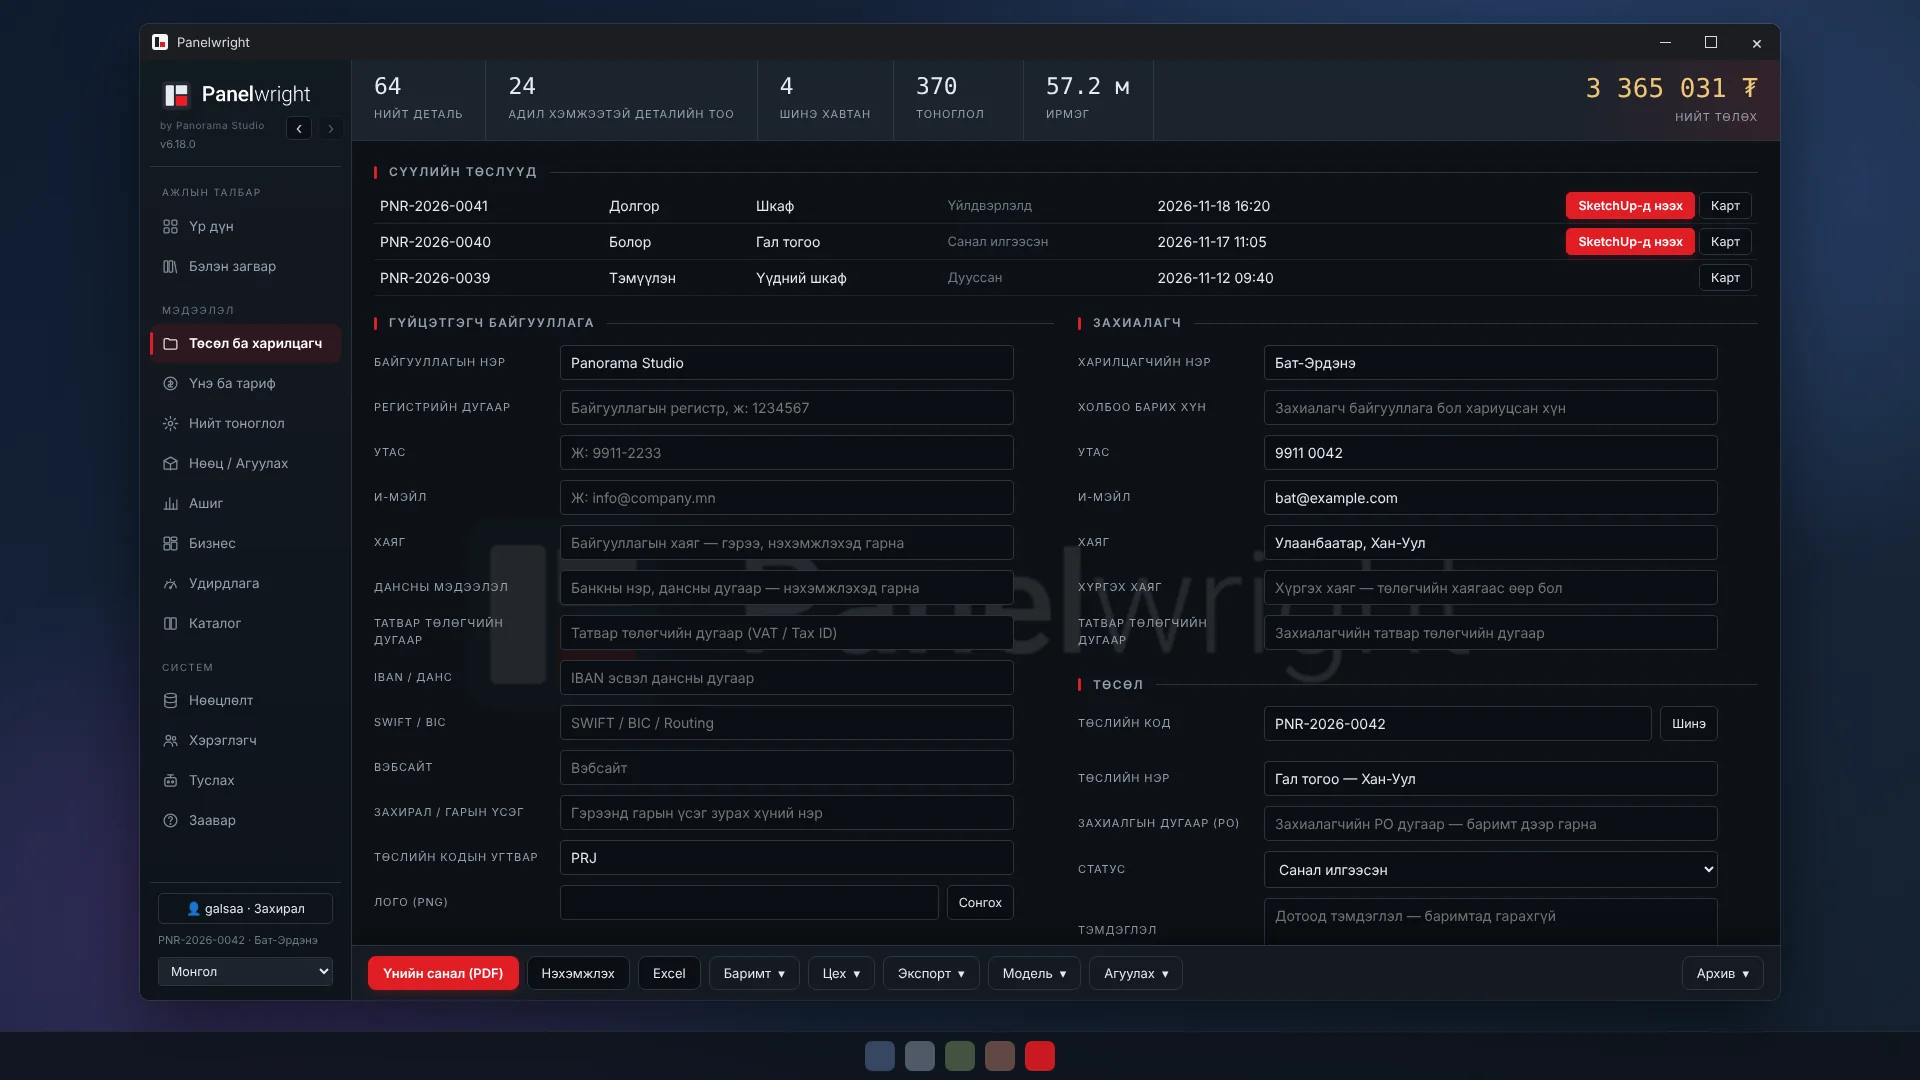 Panelwright
Panelwright
by Panorama Studio
v6.18.0
АЖЛЫН ТАЛБАР
Үр дүн
Бэлэн загвар
МЭДЭЭЛЭЛ
Төсөл ба харилцагч
Үнэ ба тариф
Нийт тоноглол
Нөөц / Агуулах
Ашиг
Бизнес
Удирдлага
Каталог
СИСТЕМ
Нөөцлөлт
Хэрэглэгч
Туслах
Заавар
galsaa · Захирал
PNR-2026-0042 · Бат-Эрдэнэ
Монгол
64
НИЙТ ДЕТАЛЬ
24
АДИЛ ХЭМЖЭЭТЭЙ ДЕТАЛИЙН ТОО
4
ШИНЭ ХАВТАН
370
ТОНОГЛОЛ
57.2 м
ИРМЭГ
3 365 031 ₮
НИЙТ ТӨЛӨХ
СҮҮЛИЙН ТӨСЛҮҮД
PNR-2026-0041 Долгор Шкаф Үйлдвэрлэлд 2026-11-18 16:20 SketchUp-д нээх Карт
PNR-2026-0040 Болор Гал тогоо Санал илгээсэн 2026-11-17 11:05 SketchUp-д нээх Карт
PNR-2026-0039 Тэмүүлэн Үүдний шкаф Дууссан 2026-11-12 09:40 Карт
ГҮЙЦЭТГЭГЧ БАЙГУУЛЛАГА
БАЙГУУЛЛАГЫН НЭР Panorama Studio
РЕГИСТРИЙН ДУГААР Байгууллагын регистр, ж: 1234567
УТАС Ж: 9911-2233
И-МЭЙЛ Ж: info@company.mn
ХАЯГ Байгууллагын хаяг — гэрээ, нэхэмжлэхэд гарна
ДАНСНЫ МЭДЭЭЛЭЛ Банкны нэр, дансны дугаар — нэхэмжлэхэд гарна
ТАТВАР ТӨЛӨГЧИЙН
ДУГААР
Татвар төлөгчийн дугаар (VAT / Tax ID)
IBAN / ДАНС IBAN эсвэл дансны дугаар
SWIFT / BIC SWIFT / BIC / Routing
ВЭБСАЙТ Вэбсайт
ЗАХИРАЛ / ГАРЫН ҮСЭГ Гэрээнд гарын үсэг зурах хүний нэр
ТӨСЛИЙН КОДЫН УГТВАР PRJ
ЛОГО (PNG) Сонгох
ЗАХИАЛАГЧ
ХАРИЛЦАГЧИЙН НЭР Бат-Эрдэнэ
ХОЛБОО БАРИХ ХҮН Захиалагч байгууллага бол хариуцсан хүн
УТАС 9911 0042
И-МЭЙЛ bat@example.com
ХАЯГ Улаанбаатар, Хан-Уул
ХҮРГЭХ ХАЯГ Хүргэх хаяг — төлөгчийн хаягаас өөр бол
ТАТВАР ТӨЛӨГЧИЙН
ДУГААР
Захиалагчийн татвар төлөгчийн дугаар
ТӨСӨЛ
ТӨСЛИЙН КОД PNR-2026-0042 Шинэ
ТӨСЛИЙН НЭР Гал тогоо — Хан-Уул
ЗАХИАЛГЫН ДУГААР (PO) Захиалагчийн PO дугаар — баримт дээр гарна
СТАТУС Санал илгээсэн
ТЭМДЭГЛЭЛ Дотоод тэмдэглэл — баримтад гарахгүй
Panelwright
Үнийн санал (PDF) Нэхэмжлэх Excel Баримт ▾ Цех ▾ Экспорт ▾ Модель ▾ Агуулах ▾ Архив ▾